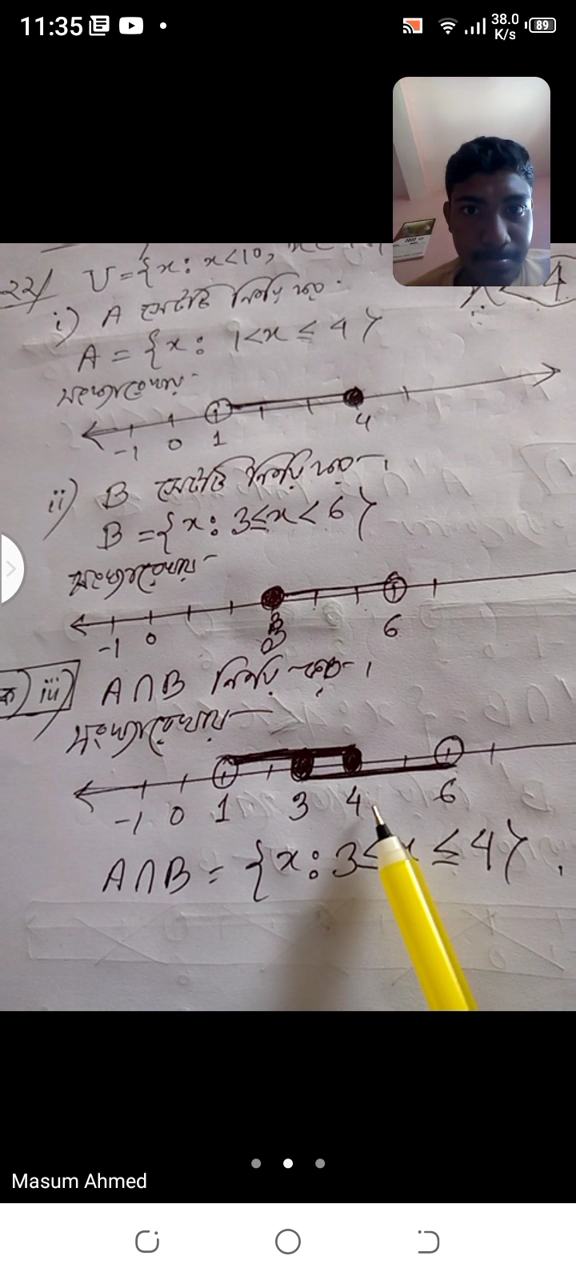 11:35
38.0 K/s
89
22/ U={x: x<10,
i) A সেটটি নির্ণয় কর.
A = {x: 1<x≤4}
সংখ্যারেখায়-
-1 0 1 4
ii) B সেটটি নির্ণয় কর-।
B ={x: 3≤x<6}
সংখ্যারেখায়-
-1 0 3 6
ক) iii) A∩B নির্ণয় কর-।
সংখ্যারেখায়-
-1 0 1 3 4 6
A∩B = {x: 3≤x≤4}.
Masum Ahmed